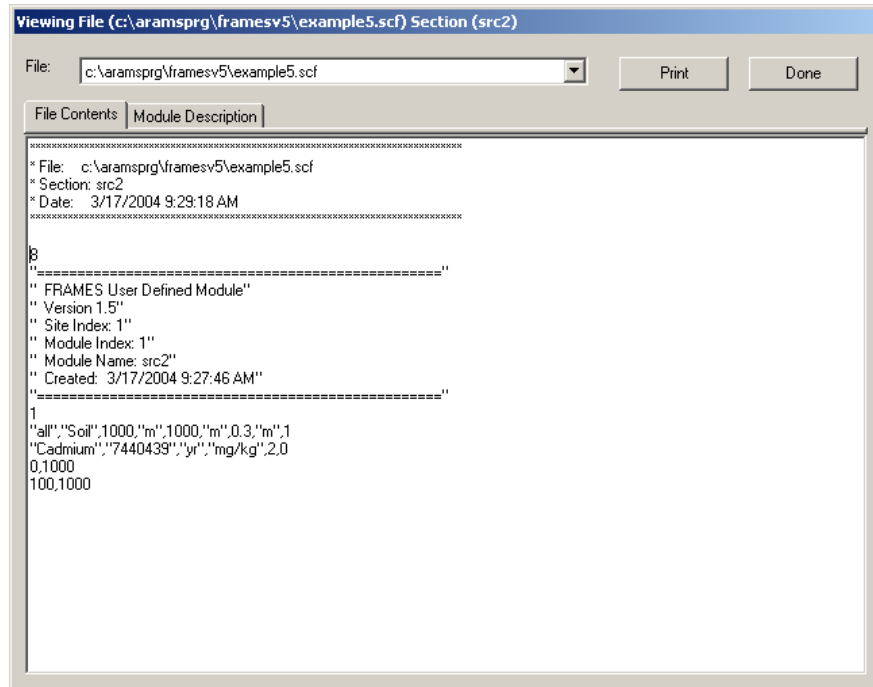 Viewing File (c:\aramsprg\framesv5\example5.scf) Section (src2)
File: c:\aramsprg\framesv5\example5.scf Print Done
File Contents Module Description
* File: c:\aramsprg\framesv5\example5.scf
* Section: src2
* Date: 3/17/2004 9:29:18 AM
8
"=================================================="
" FRAMES User Defined Module"
" Version 1.5"
" Site Index: 1"
" Module Index: 1"
" Module Name: src2"
" Created: 3/17/2004 9:27:46 AM"
"=================================================="
1
"all","Soil",1000,"m",1000,"m",0.3,"m",1
"Cadmium","7440439","yr","mg/kg",2,0
0,1000
100,1000